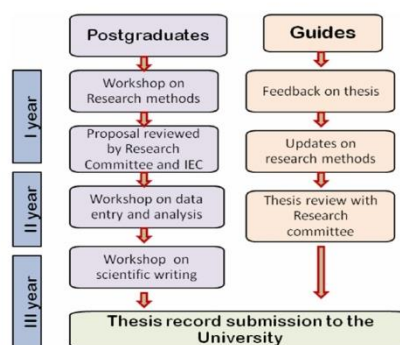 Postgraduates
Guides
I year
Workshop on
Research methods
Feedback on thesis
Proposal reviewed
by Research
Committee and IEC
Updates on
research methods
II year
Workshop on data
entry and analysis
Thesis review with
Research
committee
III year
Workshop on
scientific writing
Thesis record submission to the
University